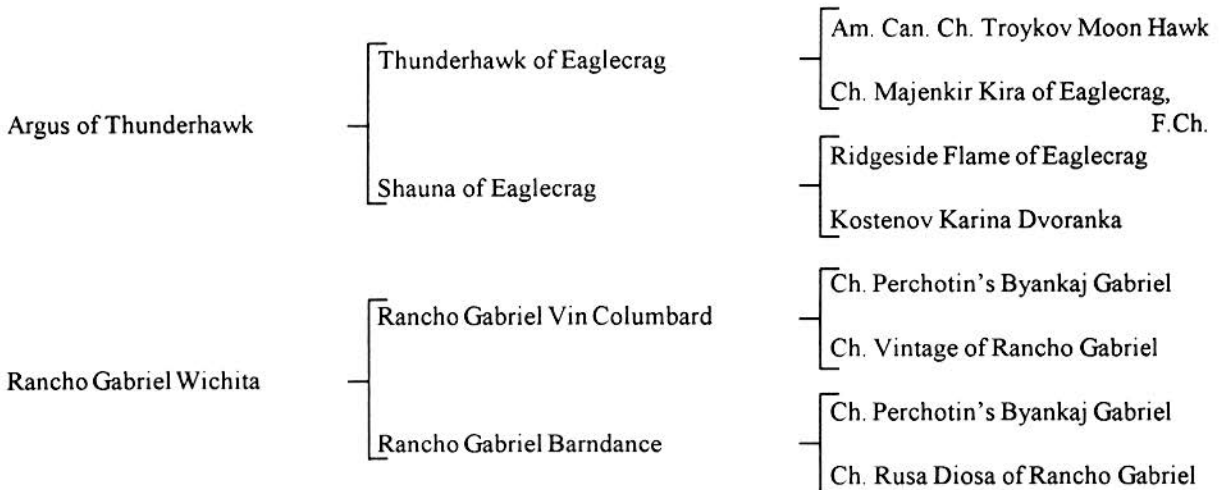 Am. Can. Ch. Troykov Moon Hawk
Thunderhawk of Eaglecrag
Ch. Majenkir Kira of Eaglecrag,
F.Ch.
Argus of Thunderhawk
Ridgeside Flame of Eaglecrag
Shauna of Eaglecrag
Kostenov Karina Dvoranka
Ch. Perchotin's Byankaj Gabriel
Rancho Gabriel Vin Columbard
Ch. Vintage of Rancho Gabriel
Rancho Gabriel Wichita
Ch. Perchotin's Byankaj Gabriel
Rancho Gabriel Barndance
Ch. Rusa Diosa of Rancho Gabriel